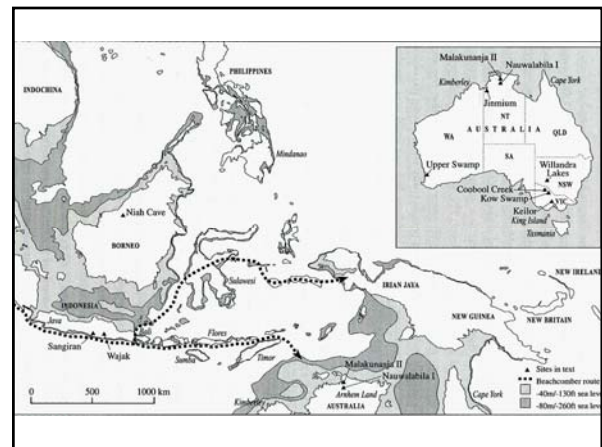 INDOCHINA
PHILIPPINES
Mindanao
Niah Cave
BORNEO
INDONESIA
Sulawesi
Java
Bali
Flores
Sangiran
Wajak
Sumba
Timor
IRIAN JAYA
NEW GUINEA
NEW IRELAND
NEW BRITAIN
Malakunanja II
Nauwalabila I
Arnhem Land
Kimberley
AUSTRALIA
Cape York
0 500 1000 km
Sites in text
Beachcomber route
-40m/-130ft sea leve
-80m/-260ft sea leve
Malakunanja II
Nauwalabila I
Kimberley
Cape York
Jinmium
NT
AUSTRALIA
WA
QLD
SA
Upper Swamp
Willandra
Lakes
Coobool Creek
NSW
Kow Swamp
VIC
Keilor
King Island
Tasmania